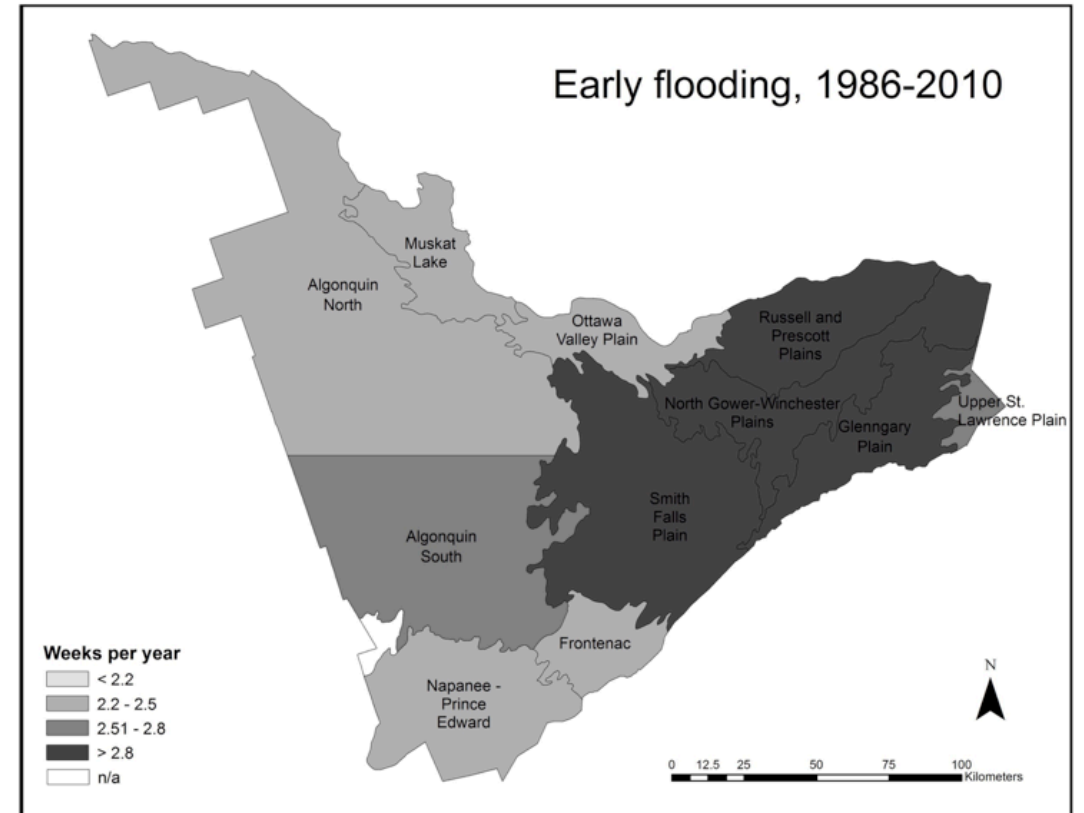 Early flooding, 1986-2010
Muskat
Lake
Algonquin
North
Ottawa
Valley Plain
Russell and
Prescott
Plains
North Gower-Winchester
Plains
Glenngary
Plain
Upper St.
Lawrence Plain
Smith
Falls
Plain
Algonquin
South
Frontenac
Napanee -
Prince
Edward
Weeks per year
< 2.2
2.2 - 2.5
2.51 - 2.8
> 2.8
n/a
N
0 12.5 25 50 75 100
Kilometers